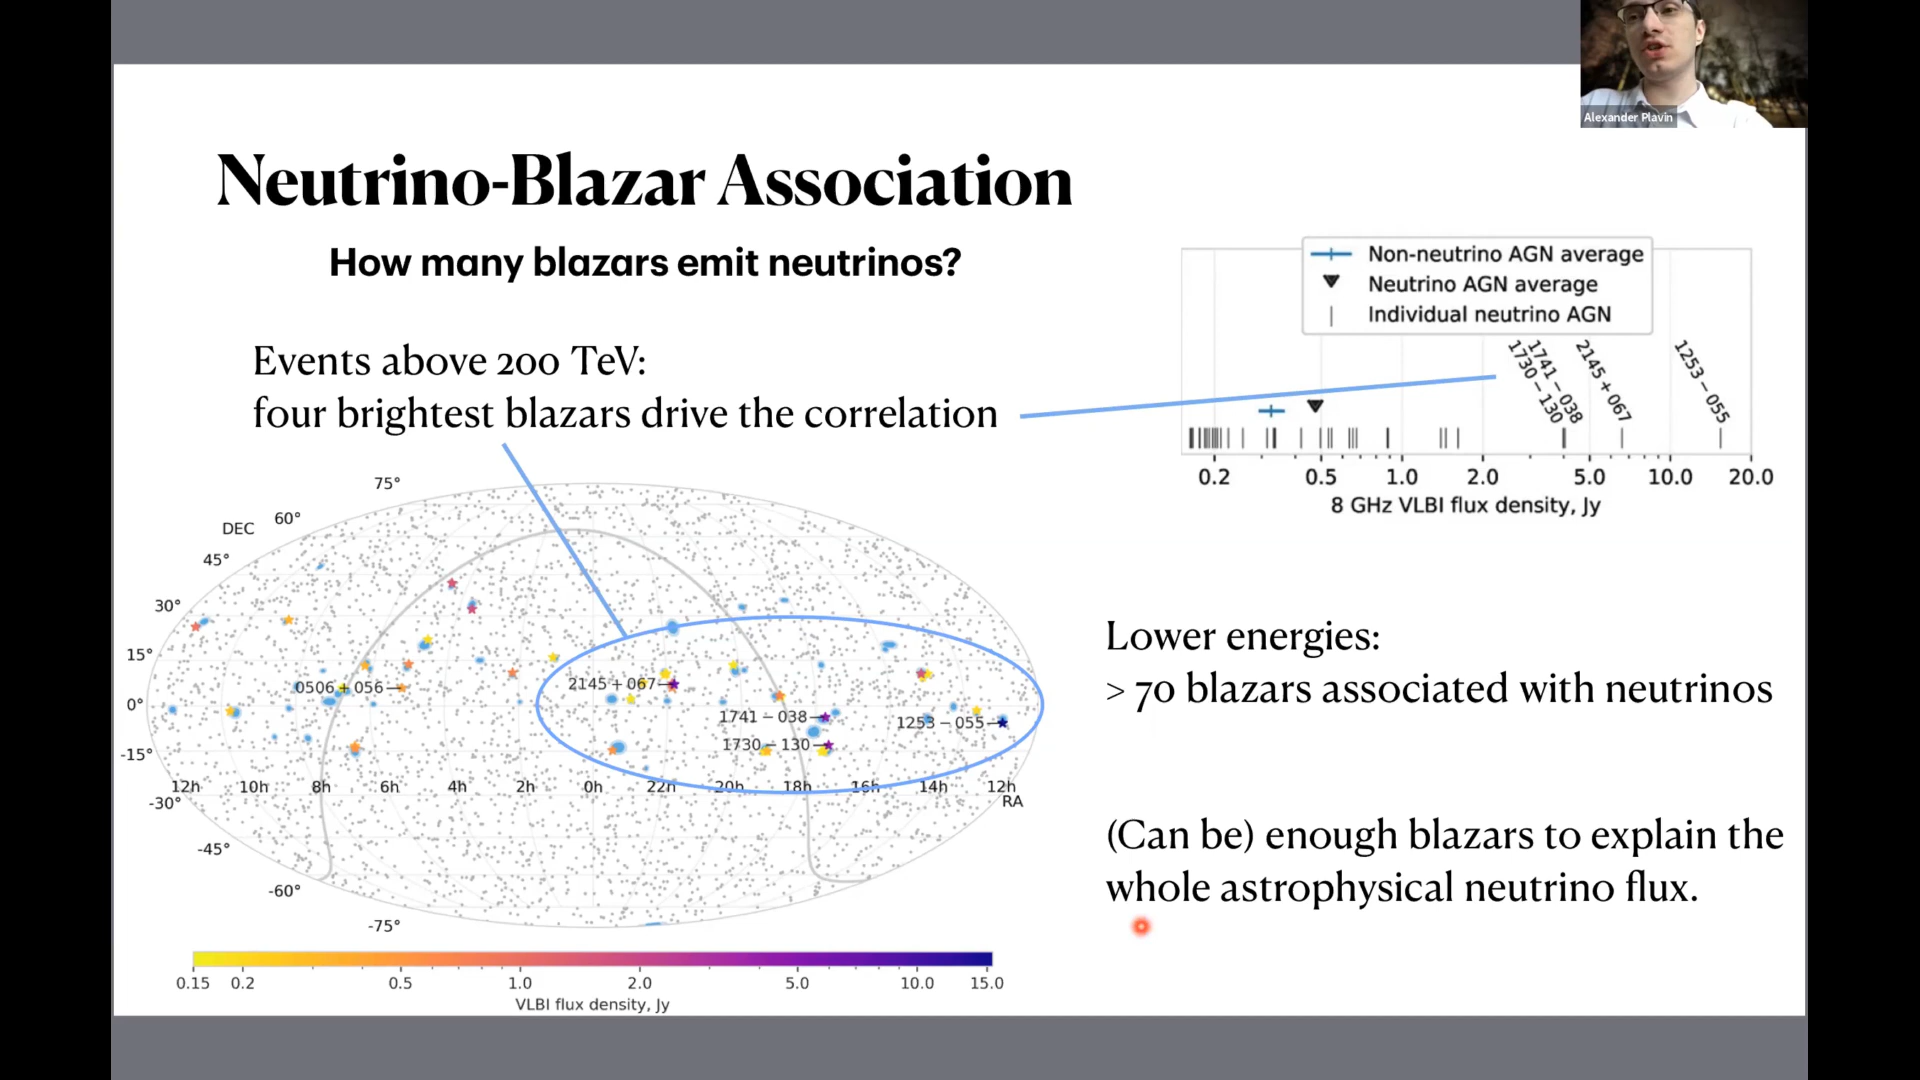 Alexander Plavin
Neutrino-Blazar Association
How many blazars emit neutrinos?
Events above 200 TeV:
four brightest blazars drive the correlation
Non-neutrino AGN average
Neutrino AGN average
Individual neutrino AGN
1730 − 130
1741 − 038
2145 + 067
1253 − 055
0.2 0.5 1.0 2.0 5.0 10.0 20.0
8 GHz VLBI flux density, Jy
75°
60°
DEC
45°
30°
15°
0506 + 056
2145 + 067
0°
1741 − 038
1253 − 055
1730 − 130
-15°
12h 10h 8h 6h 4h 2h 0h 22h 20h 18h 16h 14h 12h
RA
-30°
-45°
-60°
-75°
0.15 0.2 0.5 1.0 2.0 5.0 10.0 15.0
VLBI flux density, Jy
Lower energies:
> 70 blazars associated with neutrinos
(Can be) enough blazars to explain the
whole astrophysical neutrino flux.